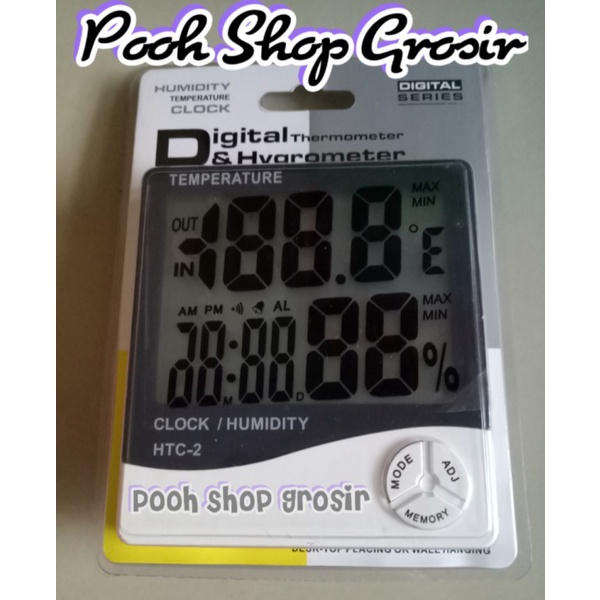 Pooh Shop Grosir
HUMIDITY
TEMPERATURE
CLOCK
DIGITAL
SERIES
Digital Thermometer
& Hygrometer
TEMPERATURE
MAX
MIN
OUT
IN
188.8 °E
AM PM AL
MAX
MIN
28:88 88 %
M D
CLOCK / HUMIDITY
HTC-2
MODE
ADJ
MEMORY
pooh shop grosir
DESK-TOP PLACING OR WALL HANGING